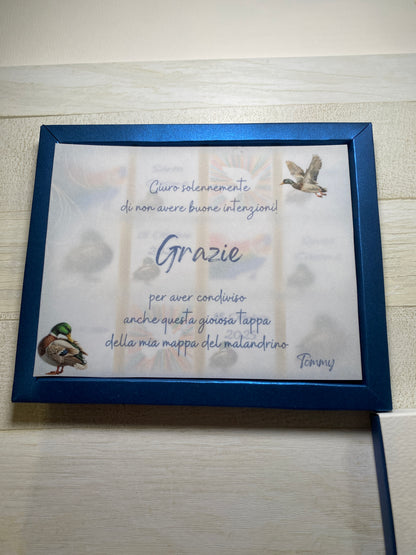 Giuro solennemente
di non avere buone intenzioni!
Grazie
per aver condiviso
anche questa gioiosa tappa
della mia mappa del malandrino
Tommy